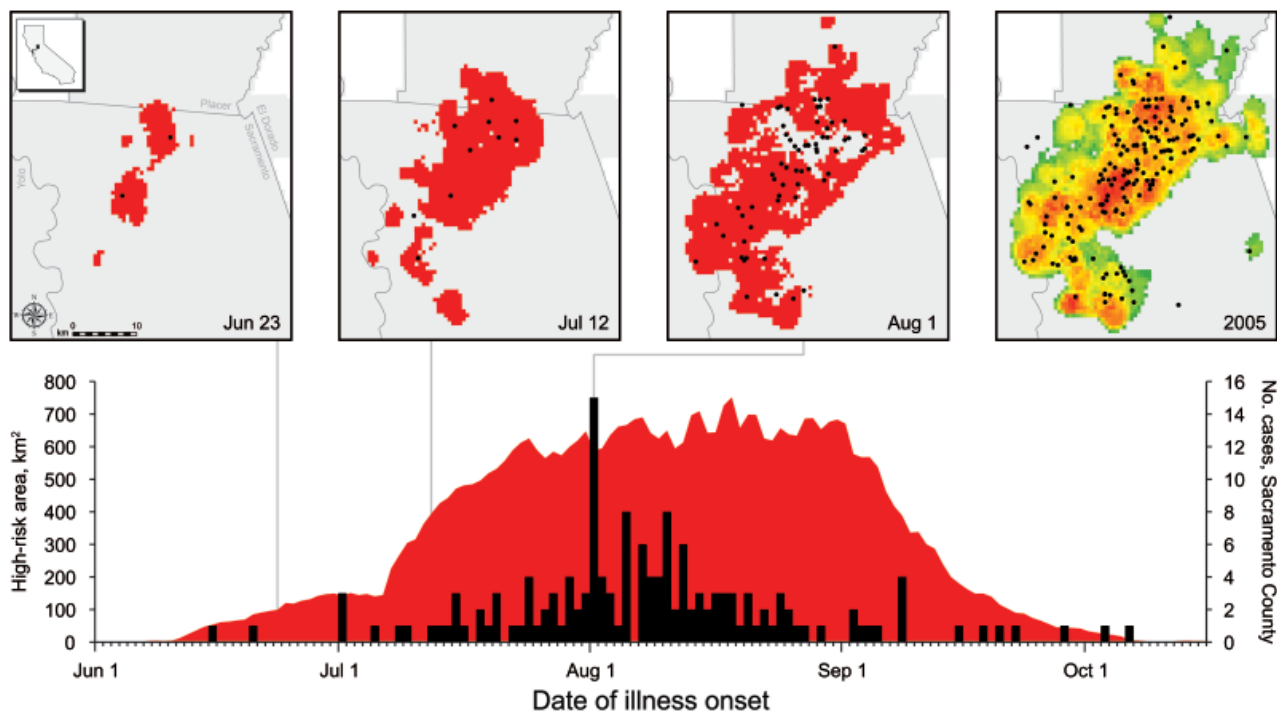 Placer
El Dorado
Sacramento
Yolo
N
W
E
S
km
0
10
Jun 23
Jul 12
Aug 1
2005
High-risk area, km²
800
700
600
500
400
300
200
100
0
16
14
12
10
8
6
4
2
0
No. cases, Sacramento County
Jun 1
Jul 1
Aug 1
Sep 1
Oct 1
Date of illness onset